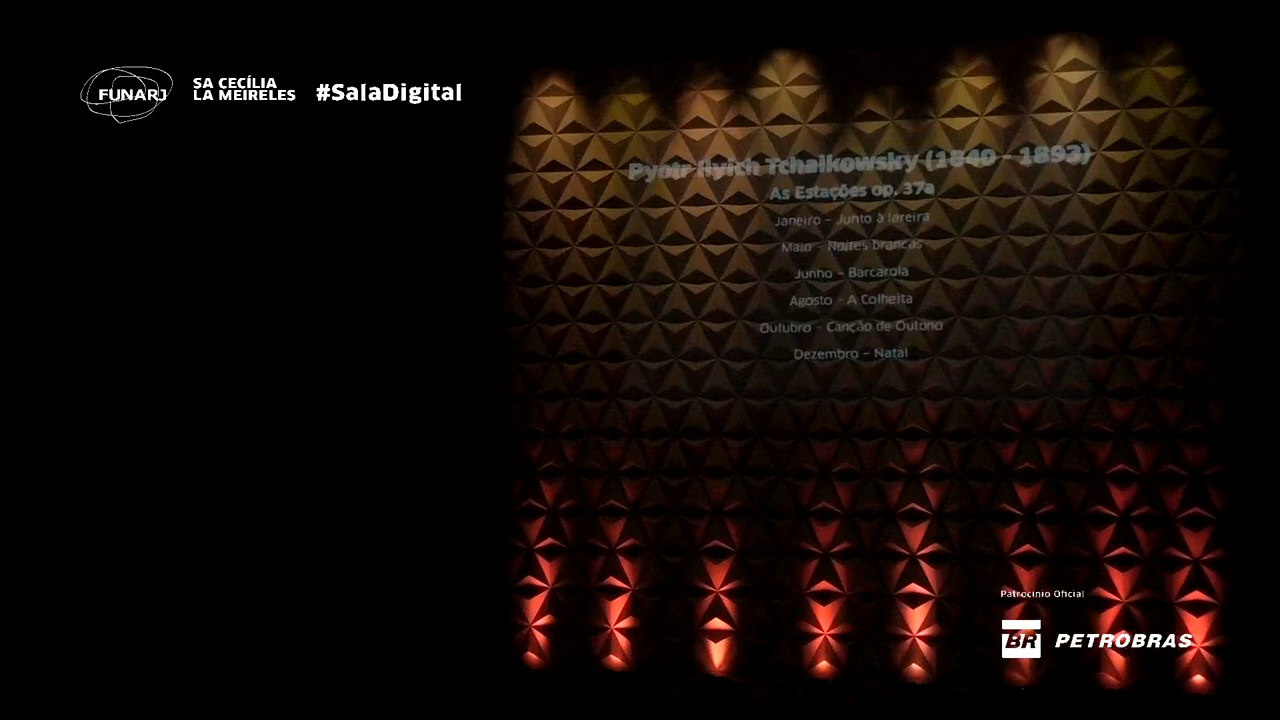 FUNARJ
SA CECÍLIA
LA MEIRELES
#SalaDigital
Pyotr Ilyich Tchaikowsky (1840 - 1893)
As Estações op. 37a
Janeiro – Junto à lareira
Maio - Noites brancas
Junho – Barcarola
Agosto - A Colheita
Outubro - Canção de Outono
Dezembro – Natal
Patrocínio Oficial
BR PETROBRAS